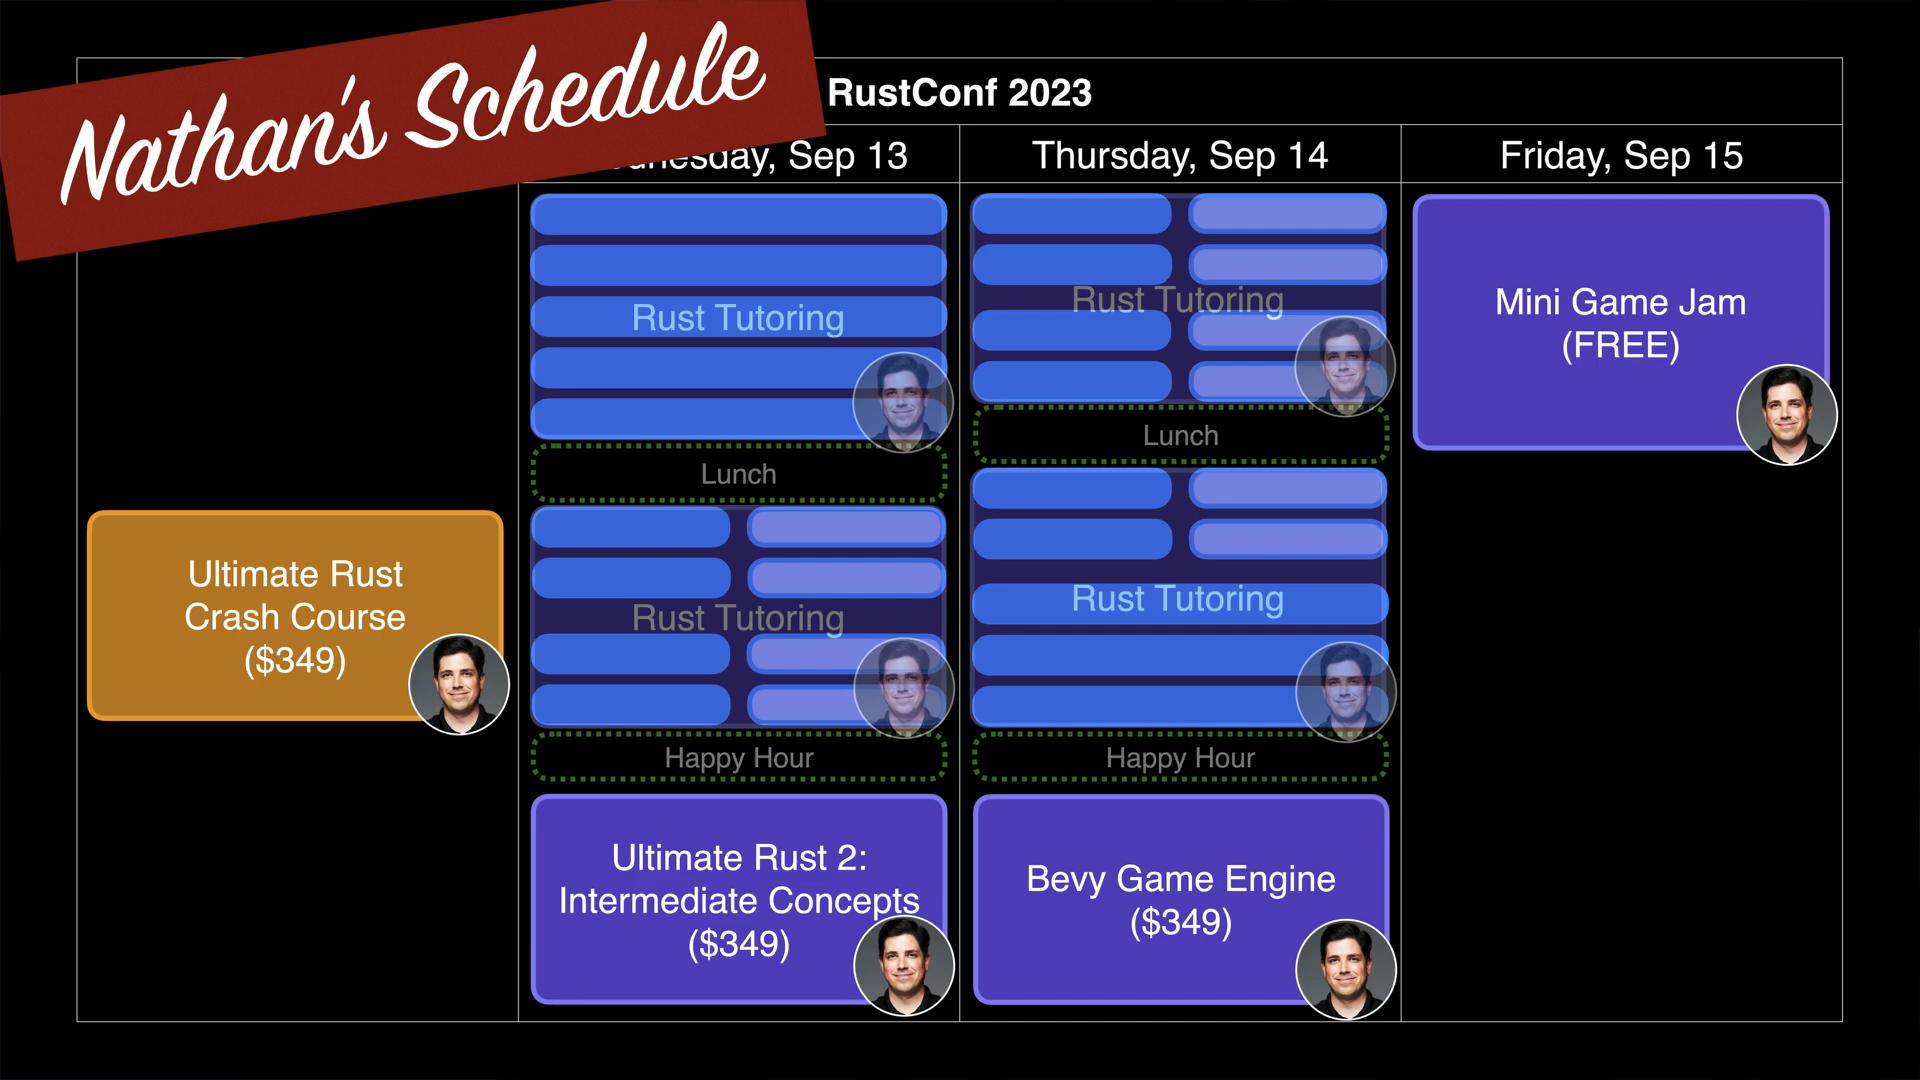 Nathan's Schedule
RustConf 2023
Wednesday, Sep 13
Thursday, Sep 14
Friday, Sep 15
Ultimate Rust
Crash Course
($349)
Rust Tutoring
Lunch
Rust Tutoring
Happy Hour
Ultimate Rust 2:
Intermediate Concepts
($349)
Rust Tutoring
Lunch
Rust Tutoring
Happy Hour
Bevy Game Engine
($349)
Mini Game Jam
(FREE)